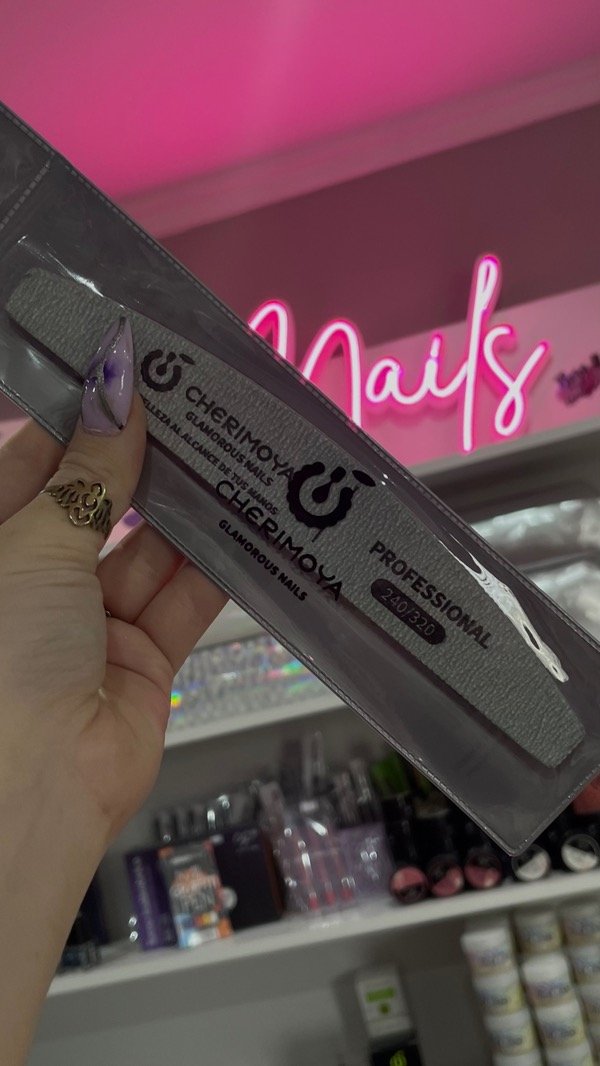 Nails
CHERIMOYA
GLAMOROUS NAILS
BELLEZA AL ALCANCE DE TUS MANOS
CHERIMOYA
GLAMOROUS NAILS
PROFESSIONAL
240/320